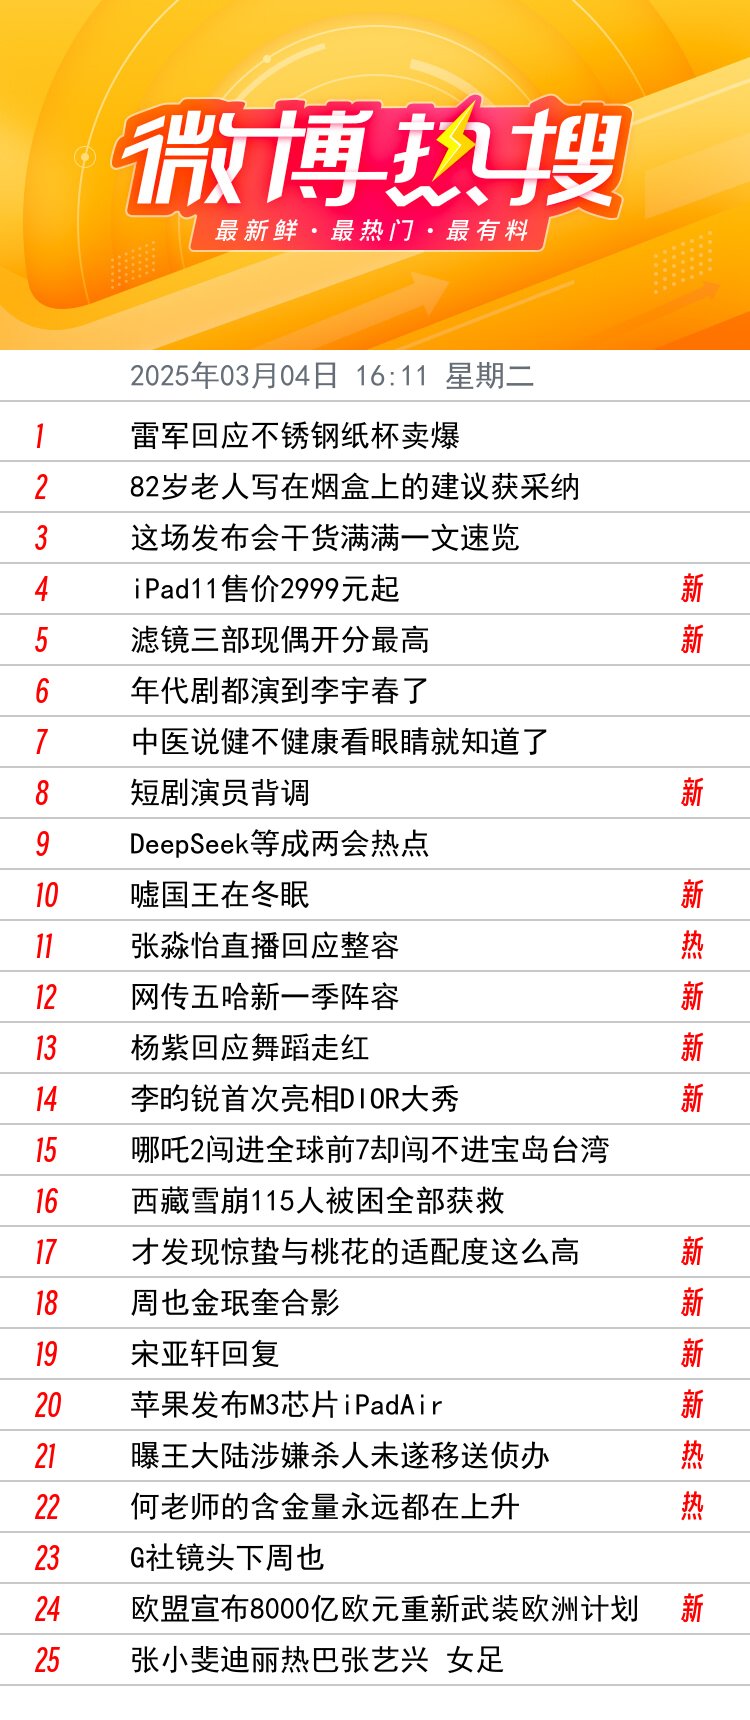 微博热搜
最新鲜·最热门·最有料
2025年03月04日 16:11 星期二
1 雷军回应不锈钢纸杯卖爆
2 82岁老人写在烟盒上的建议获采纳
3 这场发布会干货满满一文速览
4 iPad11售价2999元起 新
5 滤镜三部现偶开分最高 新
6 年代剧都演到李宇春了
7 中医说健不健康看眼睛就知道了
8 短剧演员背调 新
9 DeepSeek等成两会热点
10 嘘国王在冬眠 新
11 张淼怡直播回应整容 热
12 网传五哈新一季阵容 新
13 杨紫回应舞蹈走红 新
14 李昀锐首次亮相DIOR大秀 新
15 哪吒2闯进全球前7却闯不进宝岛台湾
16 西藏雪崩115人被困全部获救
17 才发现惊蛰与桃花的适配度这么高 新
18 周也金珉奎合影 新
19 宋亚轩回复 新
20 苹果发布M3芯片iPadAir 新
21 曝王大陆涉嫌杀人未遂移送侦办 热
22 何老师的含金量永远都在上升 热
23 G社镜头下周也
24 欧盟宣布8000亿欧元重新武装欧洲计划 新
25 张小斐迪丽热巴张艺兴 女足